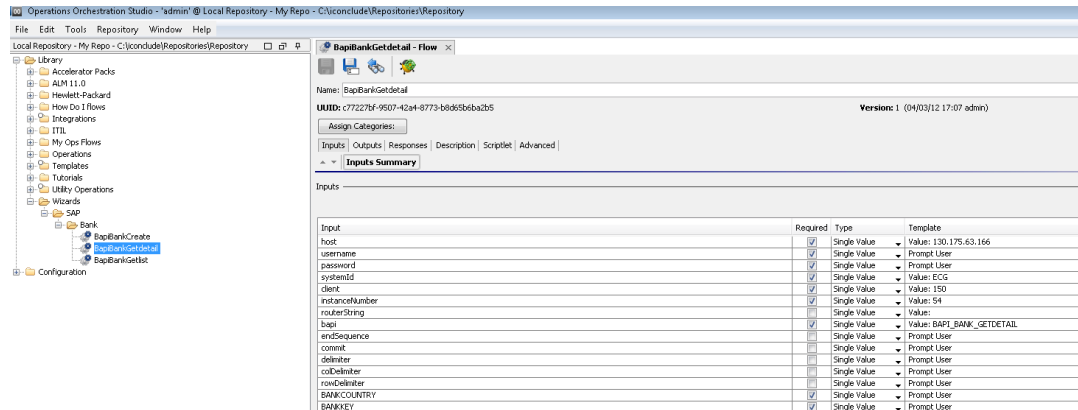 Operations Orchestration Studio - 'admin' @ Local Repository - My Repo - C:\iconclude\Repositories\Repository
File Edit Tools Repository Window Help
Local Repository - My Repo - C:\iconclude\Repositories\Repository
Library
Accelerator Packs
ALM 11.0
Hewlett-Packard
How Do I flows
Integrations
ITIL
My Ops Flows
Operations
Templates
Tutorials
Utility Operations
Wizards
SAP
Bank
BapiBankCreate
BapiBankGetdetail
BapiBankGetlist
Configuration
BapiBankGetdetail - Flow
Name: BapiBankGetdetail
UUID: c77227bf-9507-42a4-8773-b8d65b6ba2b5 Version: 1 (04/03/12 17:07 admin)
Assign Categories:
Inputs Outputs Responses Description Scriptlet Advanced
Inputs Summary
Inputs
Input Required Type Template
host Single Value Value: 130.175.63.166
username Single Value Prompt User
password Single Value Prompt User
systemId Single Value Value: ECG
client Single Value Value: 150
instanceNumber Single Value Value: 54
routerString Single Value Value:
bapi Single Value Value: BAPI_BANK_GETDETAIL
endSequence Single Value Prompt User
commit Single Value Prompt User
delimiter Single Value Prompt User
colDelimiter Single Value Prompt User
rowDelimiter Single Value Prompt User
BANKCOUNTRY Single Value Prompt User
BANKKEY Single Value Prompt User